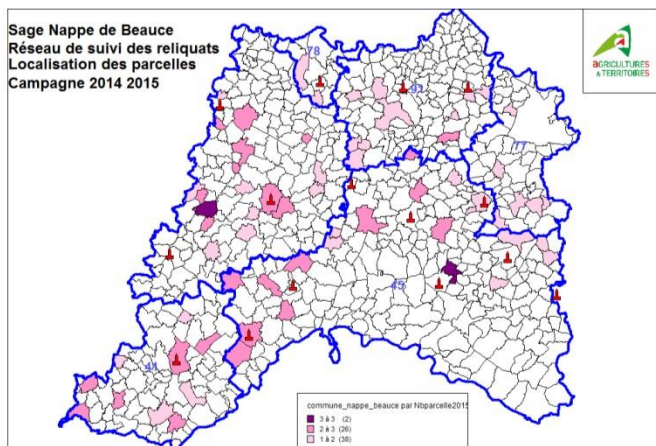 Sage Nappe de Beauce
Réseau de suivi des reliquats
Localisation des parcelles
Campagne 2014 2015
78
91
77
45
41
AGRICULTURES
& TERRITOIRES
commune_nappe_beauce par Nbparcelle2015
3 à 3 (2)
2 à 3 (26)
1 à 2 (38)